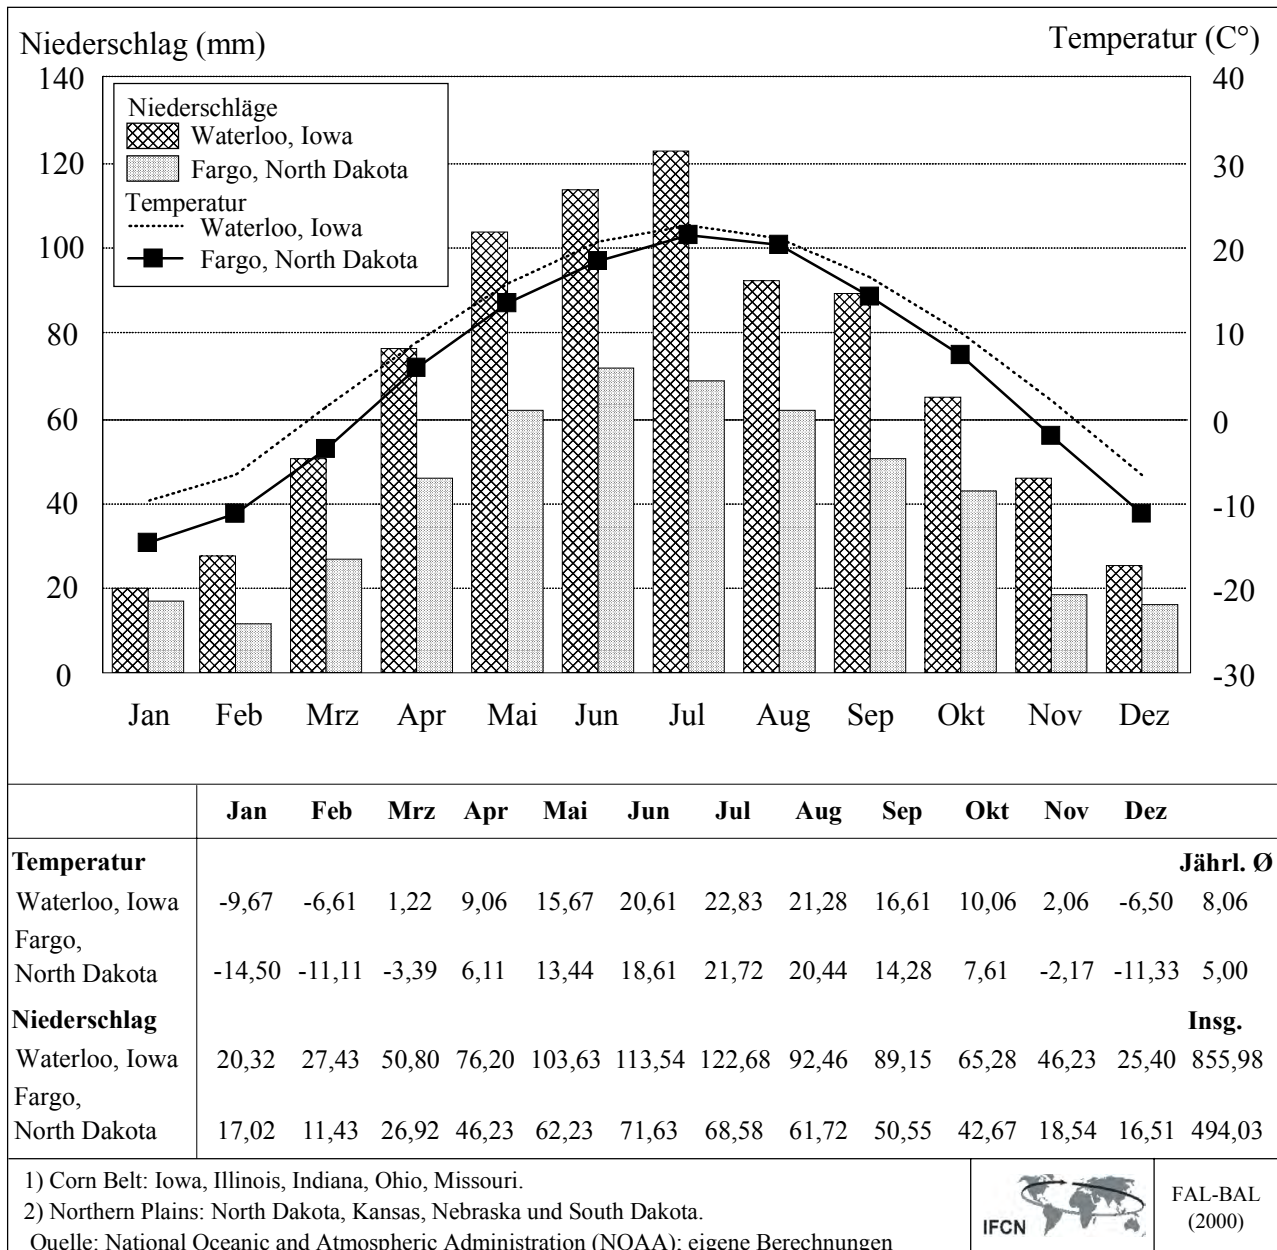 Niederschlag (mm) Temperatur (C°)
140 40
Niederschläge
Waterloo, Iowa
120 30
Fargo, North Dakota
Temperatur
Waterloo, Iowa
100 20
Fargo, North Dakota
80 10
60 0
40 -10
20 -20
0 -30
Jan Feb Mrz Apr Mai Jun Jul Aug Sep Okt Nov Dez
Jan Feb Mrz Apr Mai Jun Jul Aug Sep Okt Nov Dez
Temperatur Jährl. Ø
Waterloo, Iowa -9,67 -6,61 1,22 9,06 15,67 20,61 22,83 21,28 16,61 10,06 2,06 -6,50 8,06
Fargo,
North Dakota -14,50 -11,11 -3,39 6,11 13,44 18,61 21,72 20,44 14,28 7,61 -2,17 -11,33 5,00
Niederschlag Insg.
Waterloo, Iowa 20,32 27,43 50,80 76,20 103,63 113,54 122,68 92,46 89,15 65,28 46,23 25,40 855,98
Fargo,
North Dakota 17,02 11,43 26,92 46,23 62,23 71,63 68,58 61,72 50,55 42,67 18,54 16,51 494,03
1) Corn Belt: Iowa, Illinois, Indiana, Ohio, Missouri.
2) Northern Plains: North Dakota, Kansas, Nebraska und South Dakota.
Quelle: National Oceanic and Atmospheric Administration (NOAA); eigene Berechnungen
IFCN
FAL-BAL
(2000)